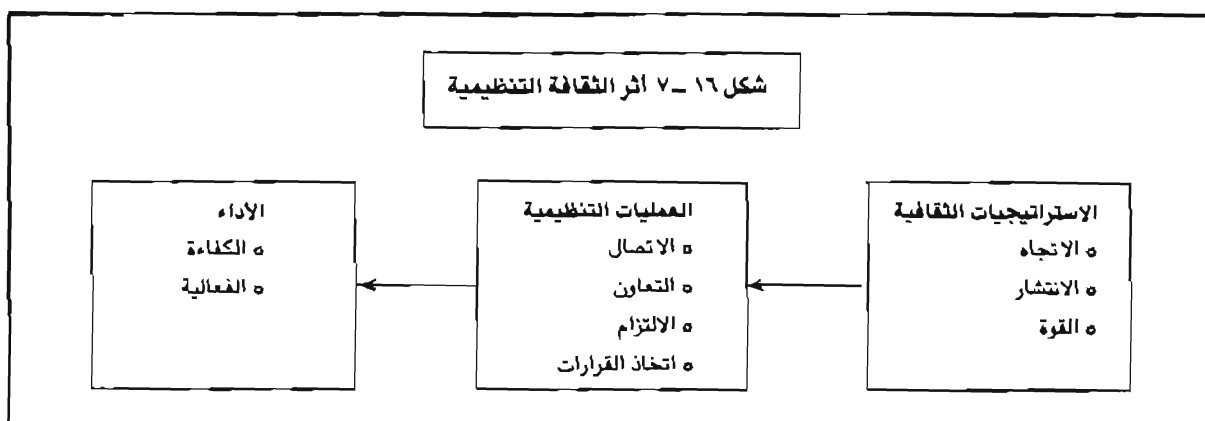 شكل ١٦ – ٧ أثر الثقافة التنظيمية
الاستراتيجيات الثقافية
o الاتجاه
o الانتشار
o القوة
العمليات التنظيمية
o الاتصال
o التعاون
o الالتزام
o اتخاذ القرارات
الأداء
o الكفاءة
o الفعالية